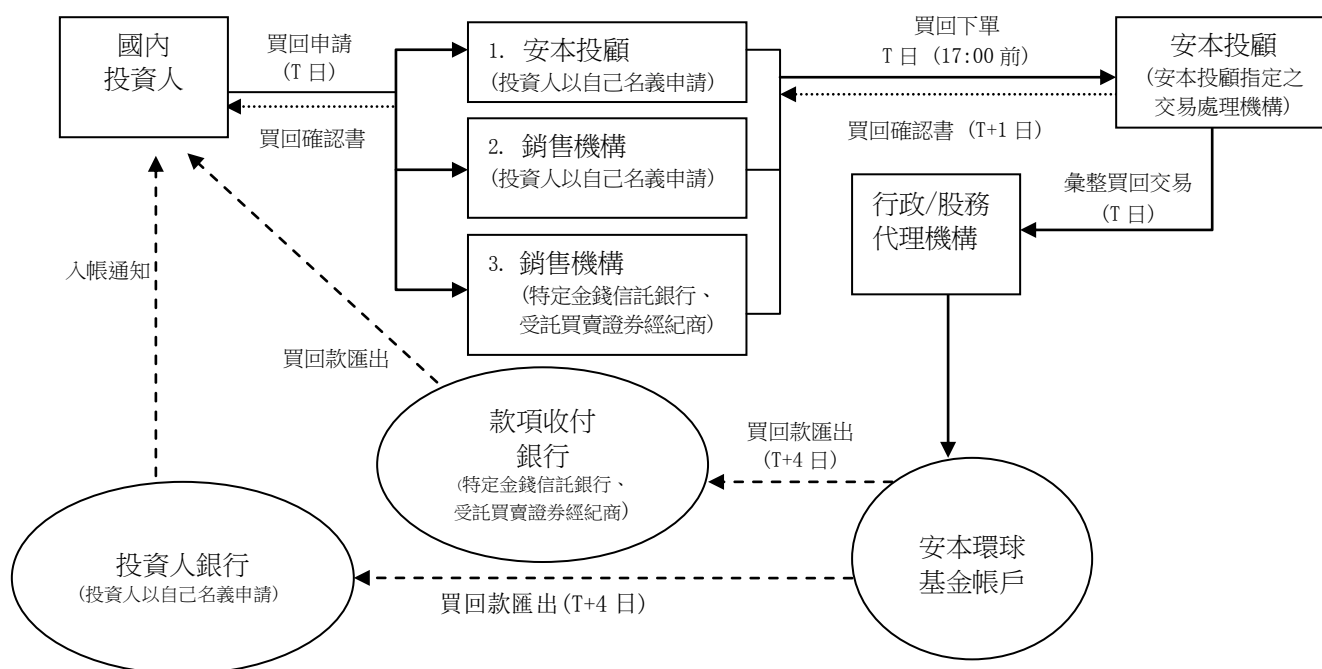 國內
投資人
買回申請
(T 日)
買回確認書
1. 安本投顧
(投資人以自己名義申請)
2. 銷售機構
(投資人以自己名義申請)
3. 銷售機構
(特定金錢信託銀行、
受託買賣證券經紀商)
買回下單
T 日 (17:00 前)
買回確認書 (T+1 日)
安本投顧
(安本投顧指定之
交易處理機構)
彙整買回交易
(T 日)
行政/股務
代理機構
入帳通知
買回款匯出
款項收付
銀行
(特定金錢信託銀行、
受託買賣證券經紀商)
買回款匯出
(T+4 日)
安本環球
基金帳戶
投資人銀行
(投資人以自己名義申請)
買回款匯出(T+4 日)